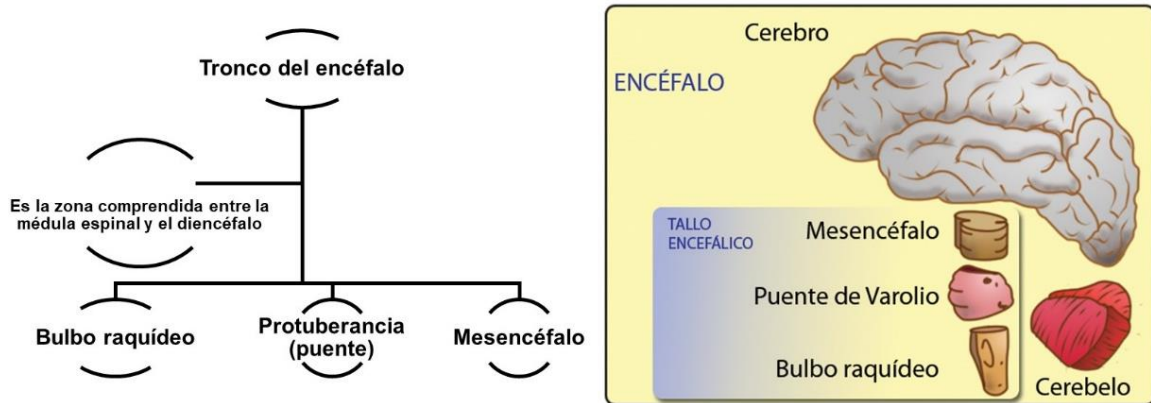 Tronco del encéfalo
Es la zona comprendida entre la
médula espinal y el diencéfalo
Bulbo raquídeo
Protuberancia
(puente)
Mesencéfalo
Cerebro
ENCÉFALO
TALLO
ENCEFÁLICO
Mesencéfalo
Puente de Varolio
Bulbo raquídeo
Cerebelo